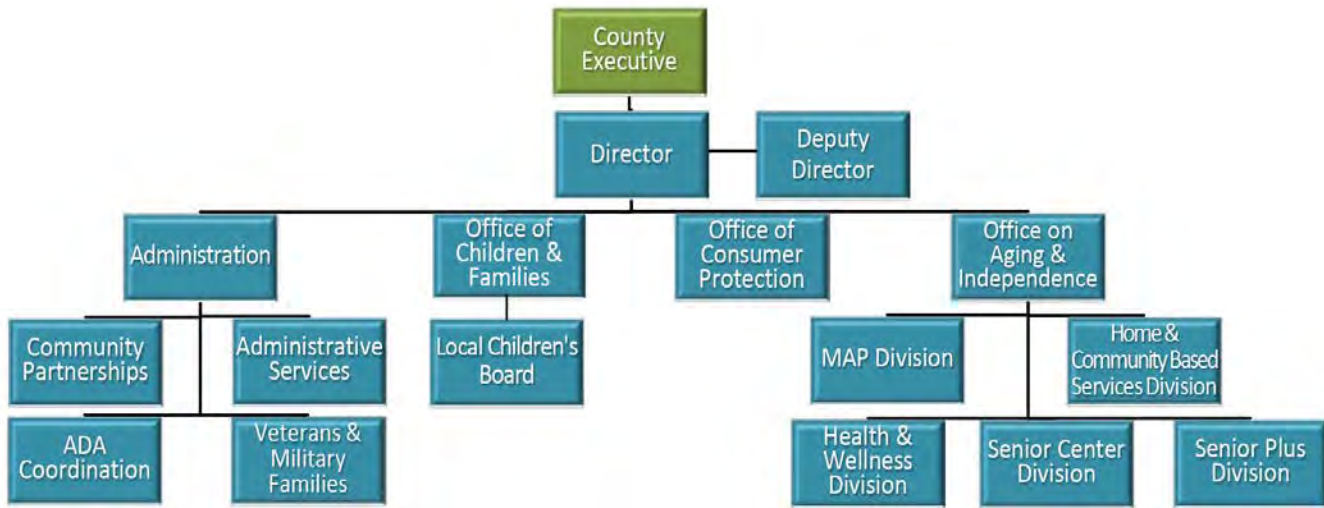 County
Executive
Director
Deputy
Director
Administration
Office of
Children &
Families
Office of
Consumer
Protection
Office on
Aging &
Independence
Community
Partnerships
Administrative
Services
Local Children's
Board
MAP Division
Home &
Community Based
Services Division
ADA
Coordination
Veterans &
Military
Families
Health &
Wellness
Division
Senior Center
Division
Senior Plus
Division